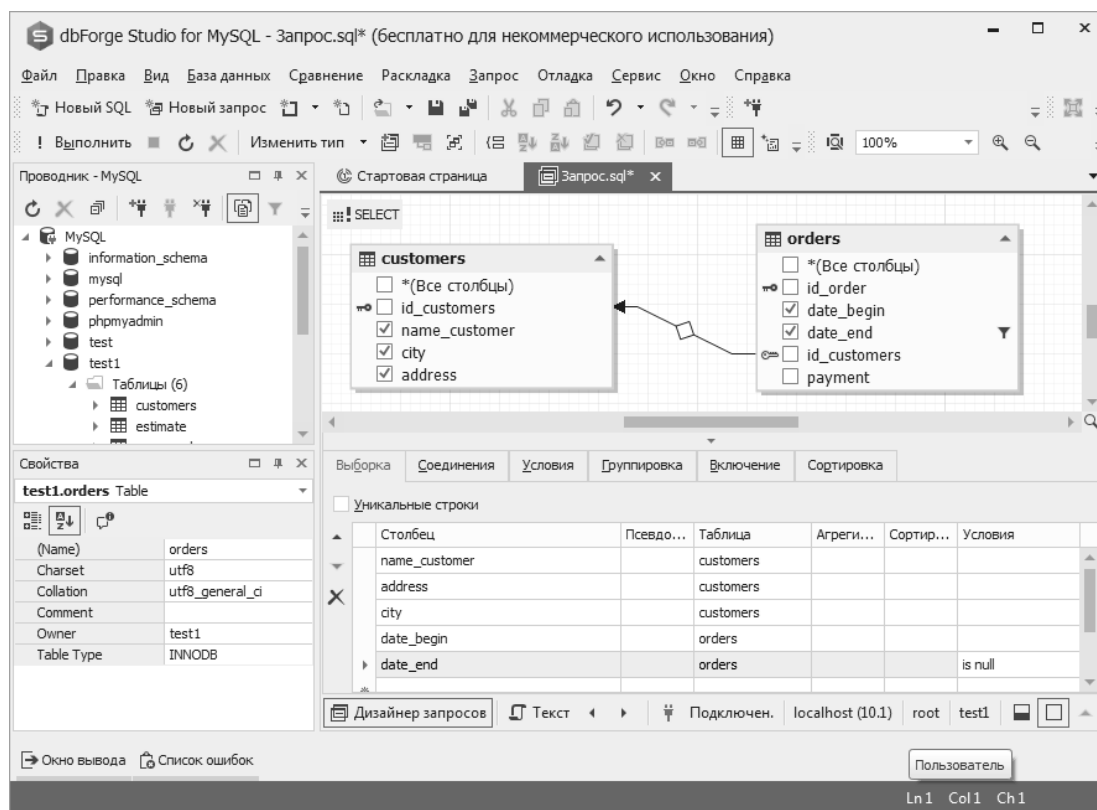 dbForge Studio for MySQL - Запрос.sql* (бесплатно для некоммерческого использования)
Файл Правка Вид База данных Сравнение Раскладка Запрос Отладка Сервис Окно Справка
Новый SQL Новый запрос
! Выполнить Изменить тип 100%
Проводник - MySQL
Стартовая страница Запрос.sql*
MySQL
information_schema
mysql
performance_schema
phpmyadmin
test
test1
Таблицы (6)
customers
estimate
SELECT
customers
*(Все столбцы)
id_customers
name_customer
city
address
orders
*(Все столбцы)
id_order
date_begin
date_end
id_customers
payment
Свойства
test1.orders Table
(Name) orders
Charset utf8
Collation utf8_general_ci
Comment
Owner test1
Table Type INNODB
Выборка Соединения Условия Группировка Включение Сортировка
Уникальные строки
Столбец Псевдо... Таблица Агреги... Сортир... Условия
name_customer customers
address customers
city customers
date_begin orders
date_end orders is null
Дизайнер запросов Текст Подключен. localhost (10.1) root test1
Окно вывода Список ошибок
Пользователь
Ln 1 Col 1 Ch 1